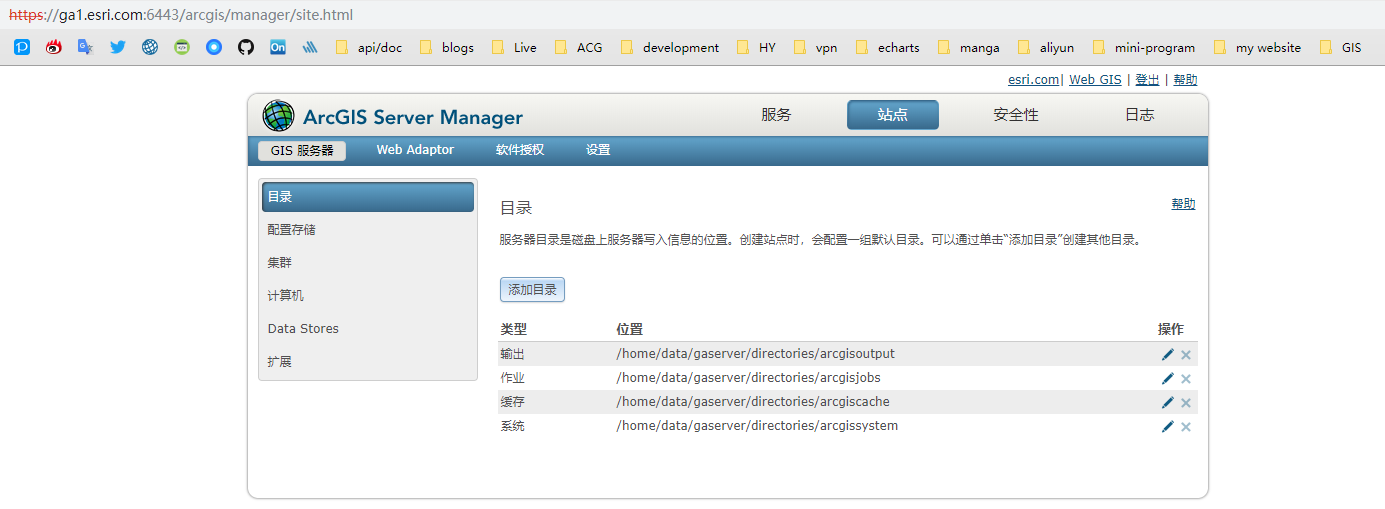 https://ga1.esri.com:6443/arcgis/manager/site.html
On api/doc blogs Live ACG development HY vpn echarts manga aliyun mini-program my website GIS
esri.com| Web GIS | 登出 | 帮助
ArcGIS Server Manager 服务 站点 安全性 日志
GIS 服务器 Web Adaptor 软件授权 设置
目录
配置存储
集群
计算机
Data Stores
扩展
目录 帮助
服务器目录是磁盘上服务器写入信息的位置。创建站点时，会配置一组默认目录。可以通过单击“添加目录”创建其他目录。
添加目录
类型 位置 操作
输出 /home/data/gaserver/directories/arcgisoutput
作业 /home/data/gaserver/directories/arcgisjobs
缓存 /home/data/gaserver/directories/arcgiscache
系统 /home/data/gaserver/directories/arcgissystem